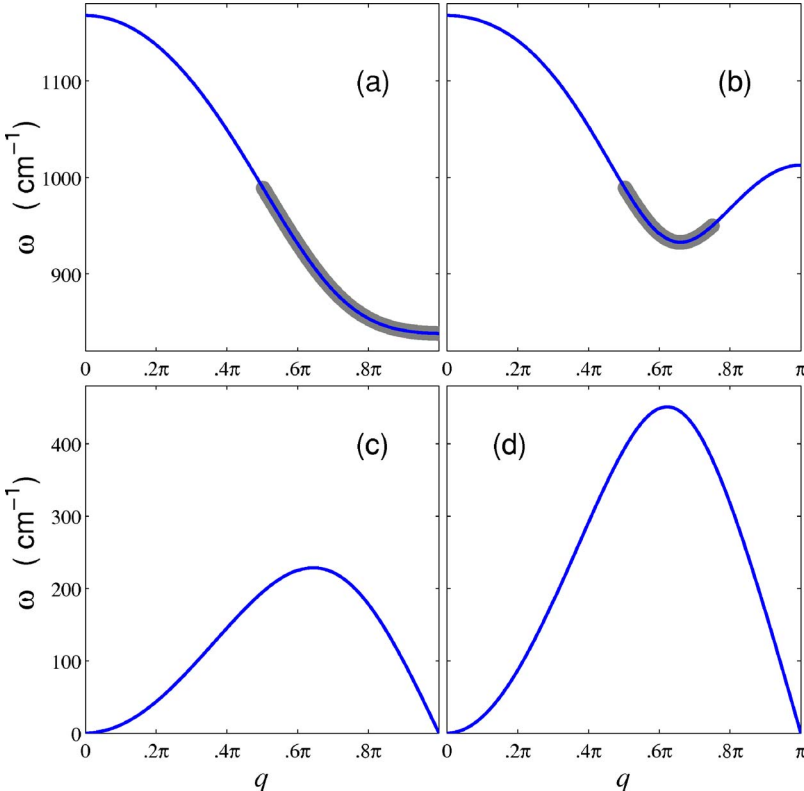 1100
1000
900
ω ( cm⁻¹)
(a)
0 .2π .4π .6π .8π
(b)
0 .2π .4π .6π .8π π
400
300
200
100
0
ω ( cm⁻¹)
(c)
0 .2π .4π .6π .8π
q
(d)
0 .2π .4π .6π .8π π
q